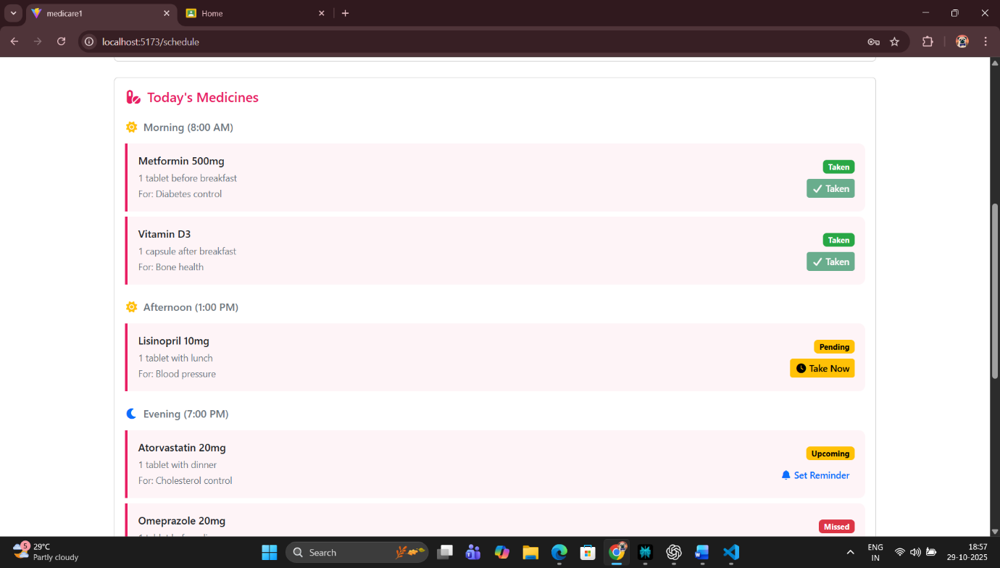 medicare1
Home
localhost:5173/schedule
Today's Medicines
Morning (8:00 AM)
Metformin 500mg
1 tablet before breakfast
For: Diabetes control
Taken
Taken
Vitamin D3
1 capsule after breakfast
For: Bone health
Taken
Taken
Afternoon (1:00 PM)
Lisinopril 10mg
1 tablet with lunch
For: Blood pressure
Pending
Take Now
Evening (7:00 PM)
Atorvastatin 20mg
1 tablet with dinner
For: Cholesterol control
Upcoming
Set Reminder
Omeprazole 20mg
Missed
5
29°C
Partly cloudy
Search
ENG
IN
18:57
29-10-2025